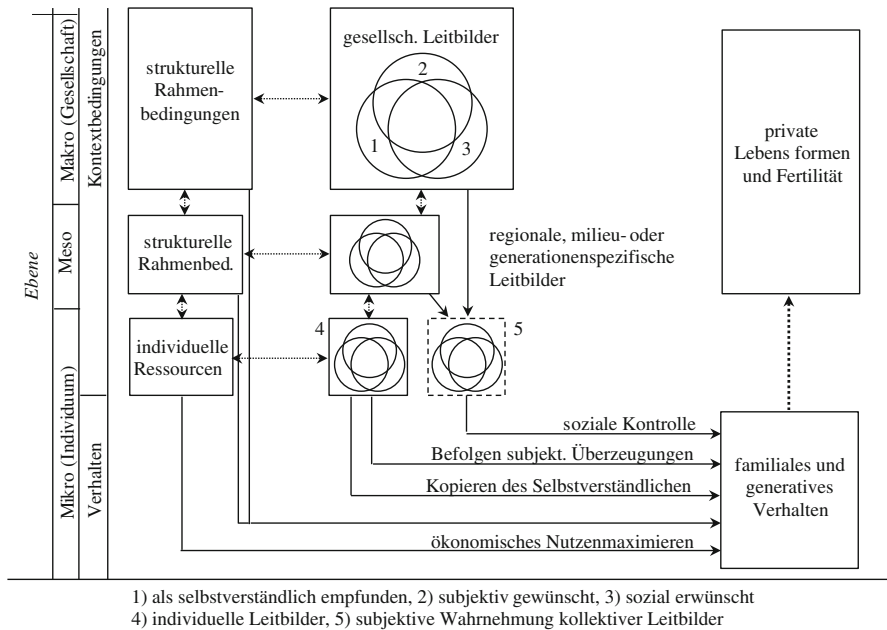 Ebene
Makro (Gesellschaft)
Meso
Mikro (Individuum)
Kontextbedingungen
Verhalten
strukturelle
Rahmen-
bedingungen
gesellsch. Leitbilder
2
1
3
private
Lebens formen
und Fertilität
strukturelle
Rahmenbed.
regionale, milieu- oder
generationenspezifische
Leitbilder
individuelle
Ressourcen
4
5
soziale Kontrolle
Befolgen subjekt. Überzeugungen
Kopieren des Selbstverständlichen
ökonomisches Nutzenmaximieren
familiales und
generatives
Verhalten
1) als selbstverständlich empfunden, 2) subjektiv gewünscht, 3) sozial erwünscht
4) individuelle Leitbilder, 5) subjektive Wahrnehmung kollektiver Leitbilder